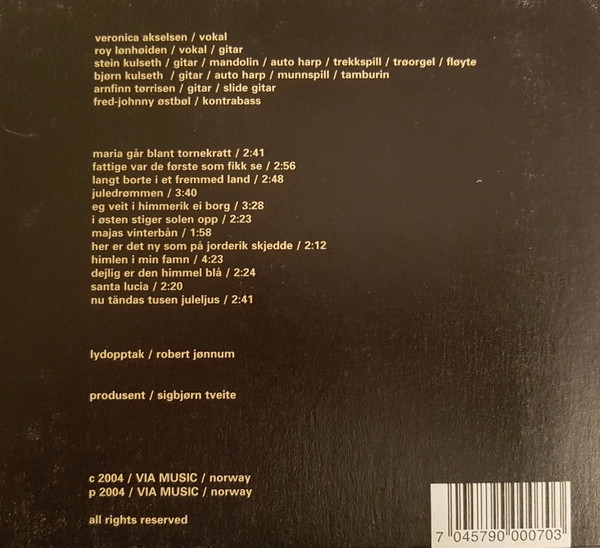 veronica akselsen / vokal
roy lønhøiden / vokal / gitar
stein kulseth / gitar / mandolin / auto harp / trekkspill / trøorgel / fløyte
bjørn kulseth / gitar / auto harp / munnspill / tamburin
arnfinn tørrisen / gitar / slide gitar
fred-johnny østbøl / kontrabass
maria går blant tornekratt / 2:41
fattige var de første som fikk se / 2:56
langt borte i et fremmed land / 2:48
juledrømmen / 3:40
eg veit i himmerik ei borg / 3:28
i østen stiger solen opp / 2:23
majas vinterbån / 1:58
her er det ny som på jorderik skjedde / 2:12
himlen i min famn / 4:23
dejlig er den himmel blå / 2:24
santa lucia / 2:20
nu tändas tusen juleljus / 2:41
lydopptak / robert jønnum
produsent / sigbjørn tveite
c 2004 / VIA MUSIC / norway
p 2004 / VIA MUSIC / norway
all rights reserved
7 045790 000703